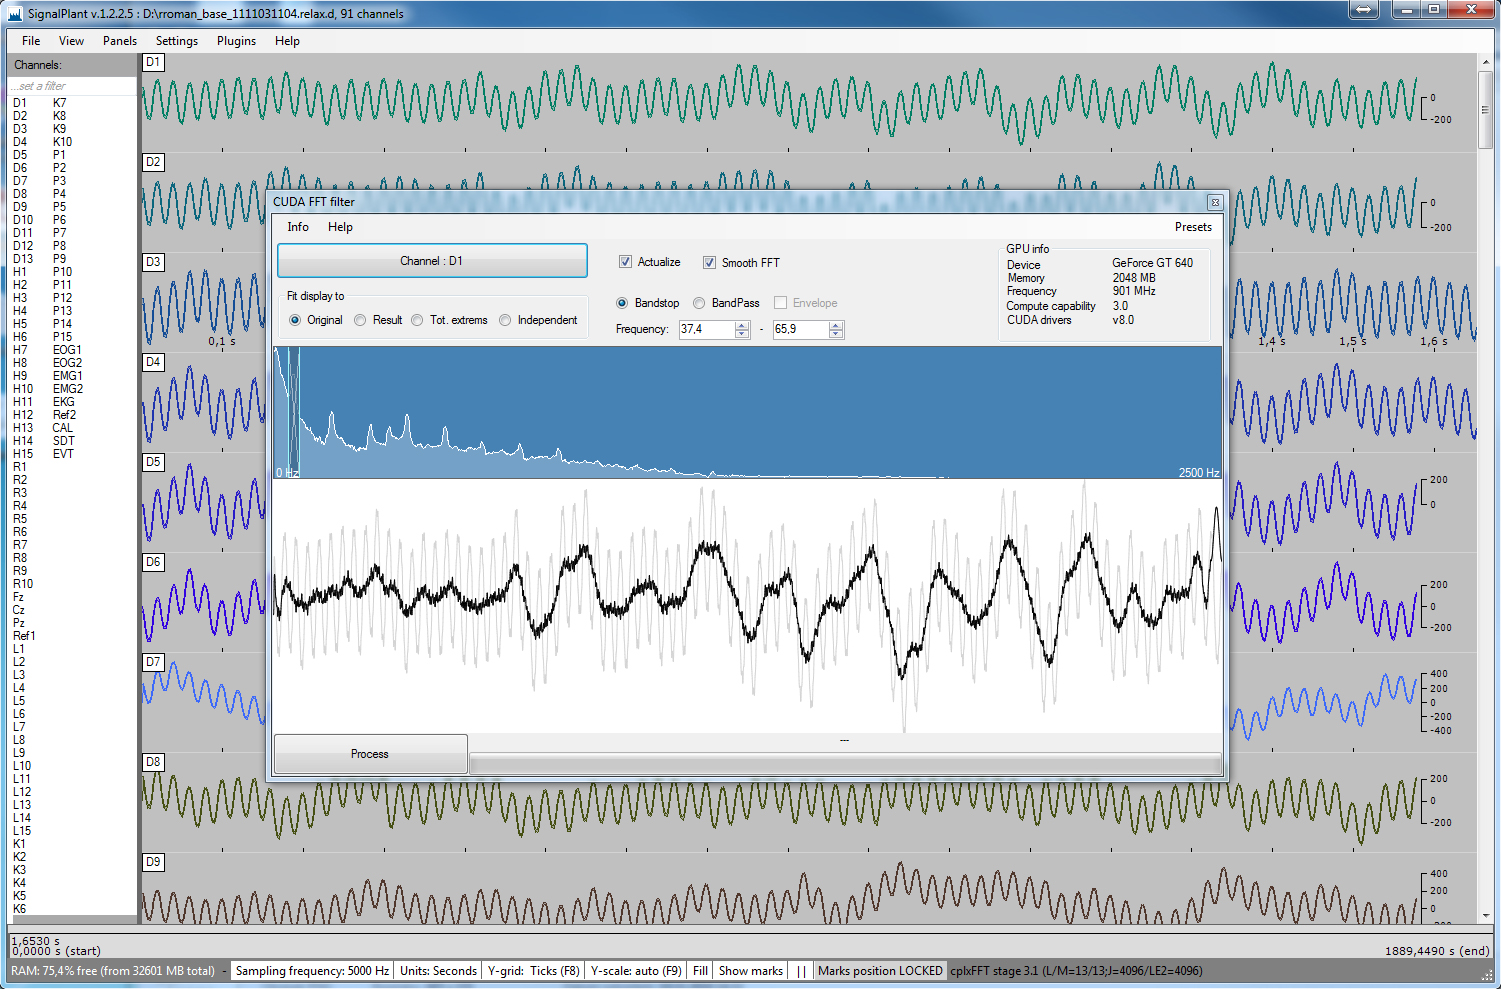 SignalPlant v.1.2.2.5 : D:\rroman_base_1111031104.relax.d, 91 channels
File View Panels Settings Plugins Help
Channels:
...set a filter
D1 K7
D2 K8
D3 K9
D4 K10
D5 P1
D6 P2
D7 P3
D8 P4
D9 P5
D10 P6
D11 P7
D12 P8
D13 P9
H1 P10
H2 P11
H3 P12
H4 P13
H5 P14
H6 P15
H7 EOG1
H8 EOG2
H9 EMG1
H10 EMG2
H11 EKG
H12 Ref2
H13 CAL
H14 SDT
H15 EVT
R1
R2
R3
R4
R5
R6
R7
R8
R9
R10
Fz
Cz
Pz
Ref1
L1
L2
L3
L4
L5
L6
L7
L8
L9
L10
L11
L12
L13
L14
L15
K1
K2
K3
K4
K5
K6
D1
0
-200
D2
0
-200
D3
0,1 s
1,4 s 1,5 s 1,6 s
D4
D5
200
0
D6
200
0
-200
D7
400
200
0
-200
-400
D8
200
0
-200
D9
400
200
0
CUDA FFT filter
Info Help Presets
Channel : D1
Actualize Smooth FFT
Fit display to
Original Result Tot. extrems Independent
Bandstop BandPass Envelope
Frequency: 37,4 - 65,9
GPU info
Device GeForce GT 640
Memory 2048 MB
Frequency 901 MHz
Compute capability 3.0
CUDA drivers v8.0
0 Hz 2500 Hz
---
Process
1,6530 s
0,0000 s (start) 1889,4490 s (end)
RAM: 75,4% free (from 32601 MB total) - Sampling frequency: 5000 Hz Units: Seconds Y-grid: Ticks (F8) Y-scale: auto (F9) Fill Show marks | | Marks position LOCKED cplxFFT stage 3.1 (L/M=13/13;J=4096/LE2=4096)